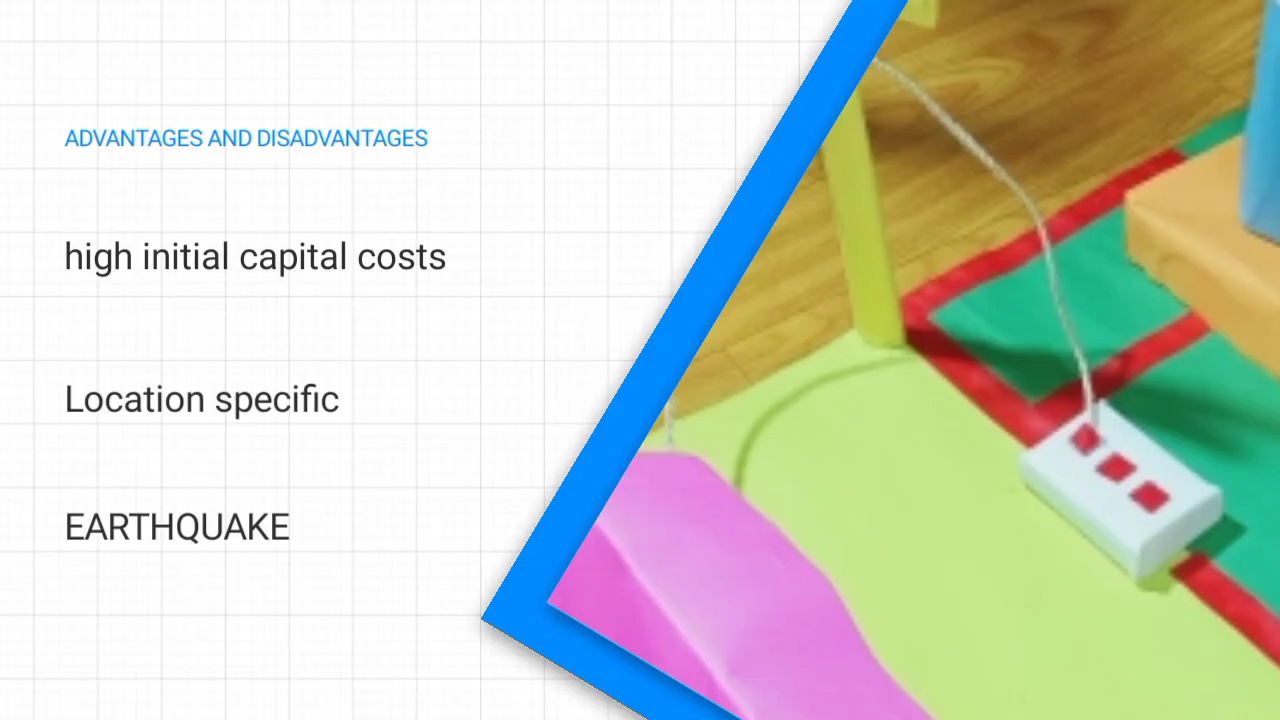 ADVANTAGES AND DISADVANTAGES
high initial capital costs
Location specific
EARTHQUAKE